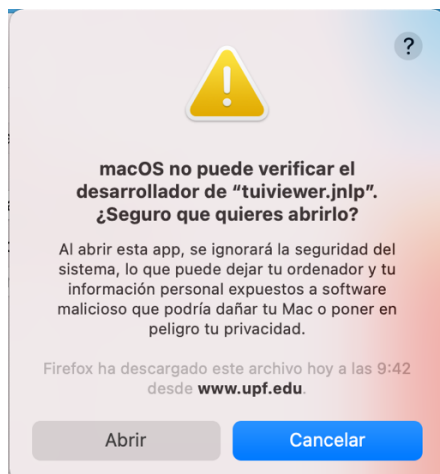 ?
macOS no puede verificar el
desarrollador de “tuiviewer.jnlp”.
¿Seguro que quieres abrirlo?
Al abrir esta app, se ignorará la seguridad del
sistema, lo que puede dejar tu ordenador y tu
información personal expuestos a software
malicioso que podría dañar tu Mac o poner en
peligro tu privacidad.
Firefox ha descargado este archivo hoy a las 9:42
desde www.upf.edu.
Abrir
Cancelar